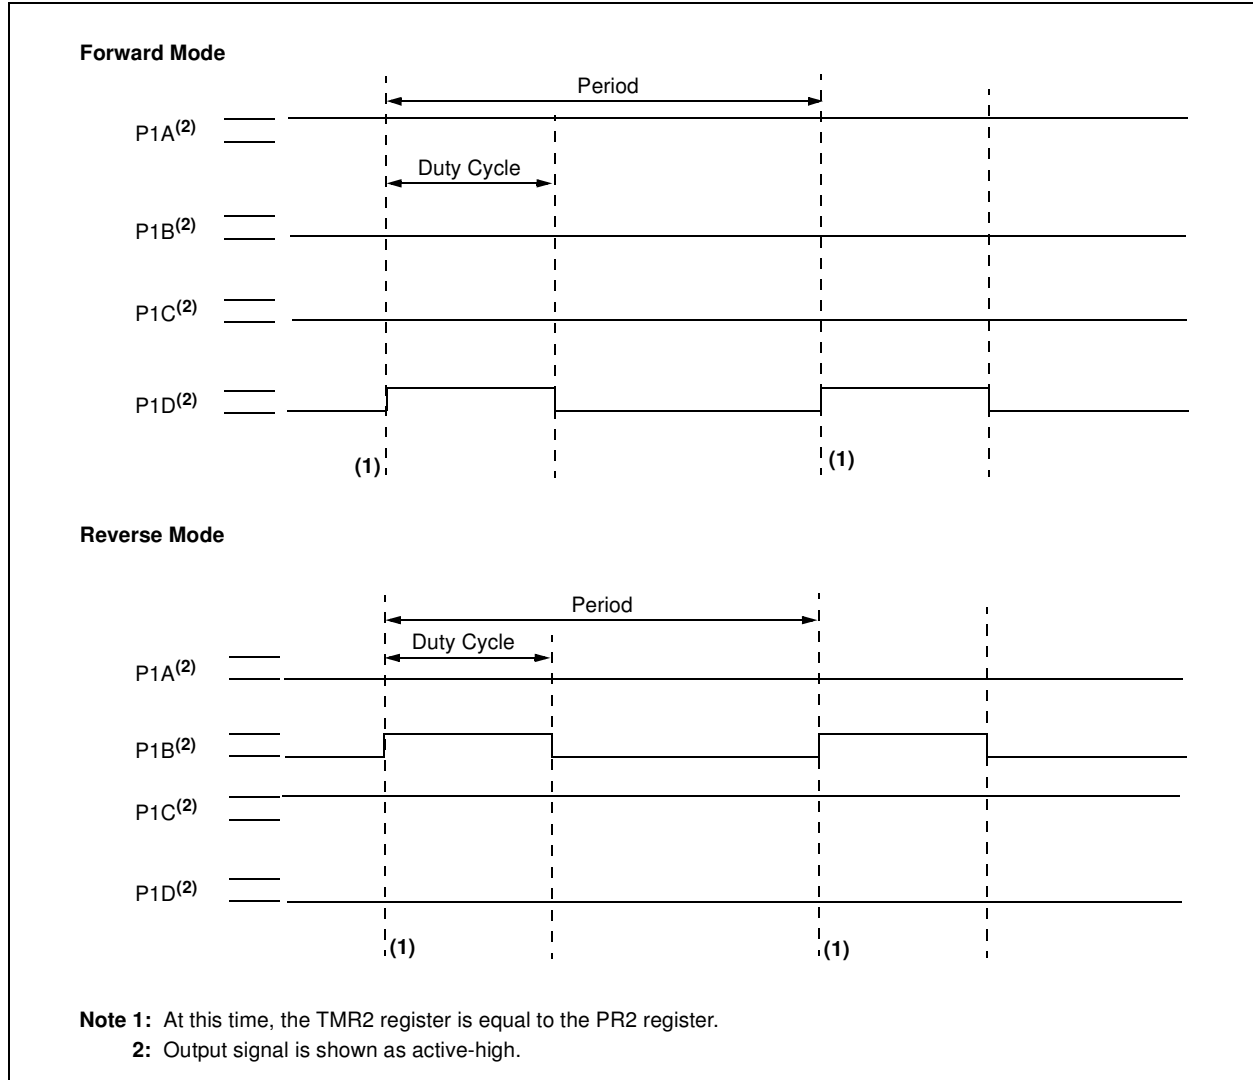 Forward Mode
Period
P1A(2)
Duty Cycle
P1B(2)
P1C(2)
P1D(2)
(1)
(1)
Reverse Mode
Period
Duty Cycle
P1A(2)
P1B(2)
P1C(2)
P1D(2)
(1)
(1)
Note 1: At this time, the TMR2 register is equal to the PR2 register.
2: Output signal is shown as active-high.